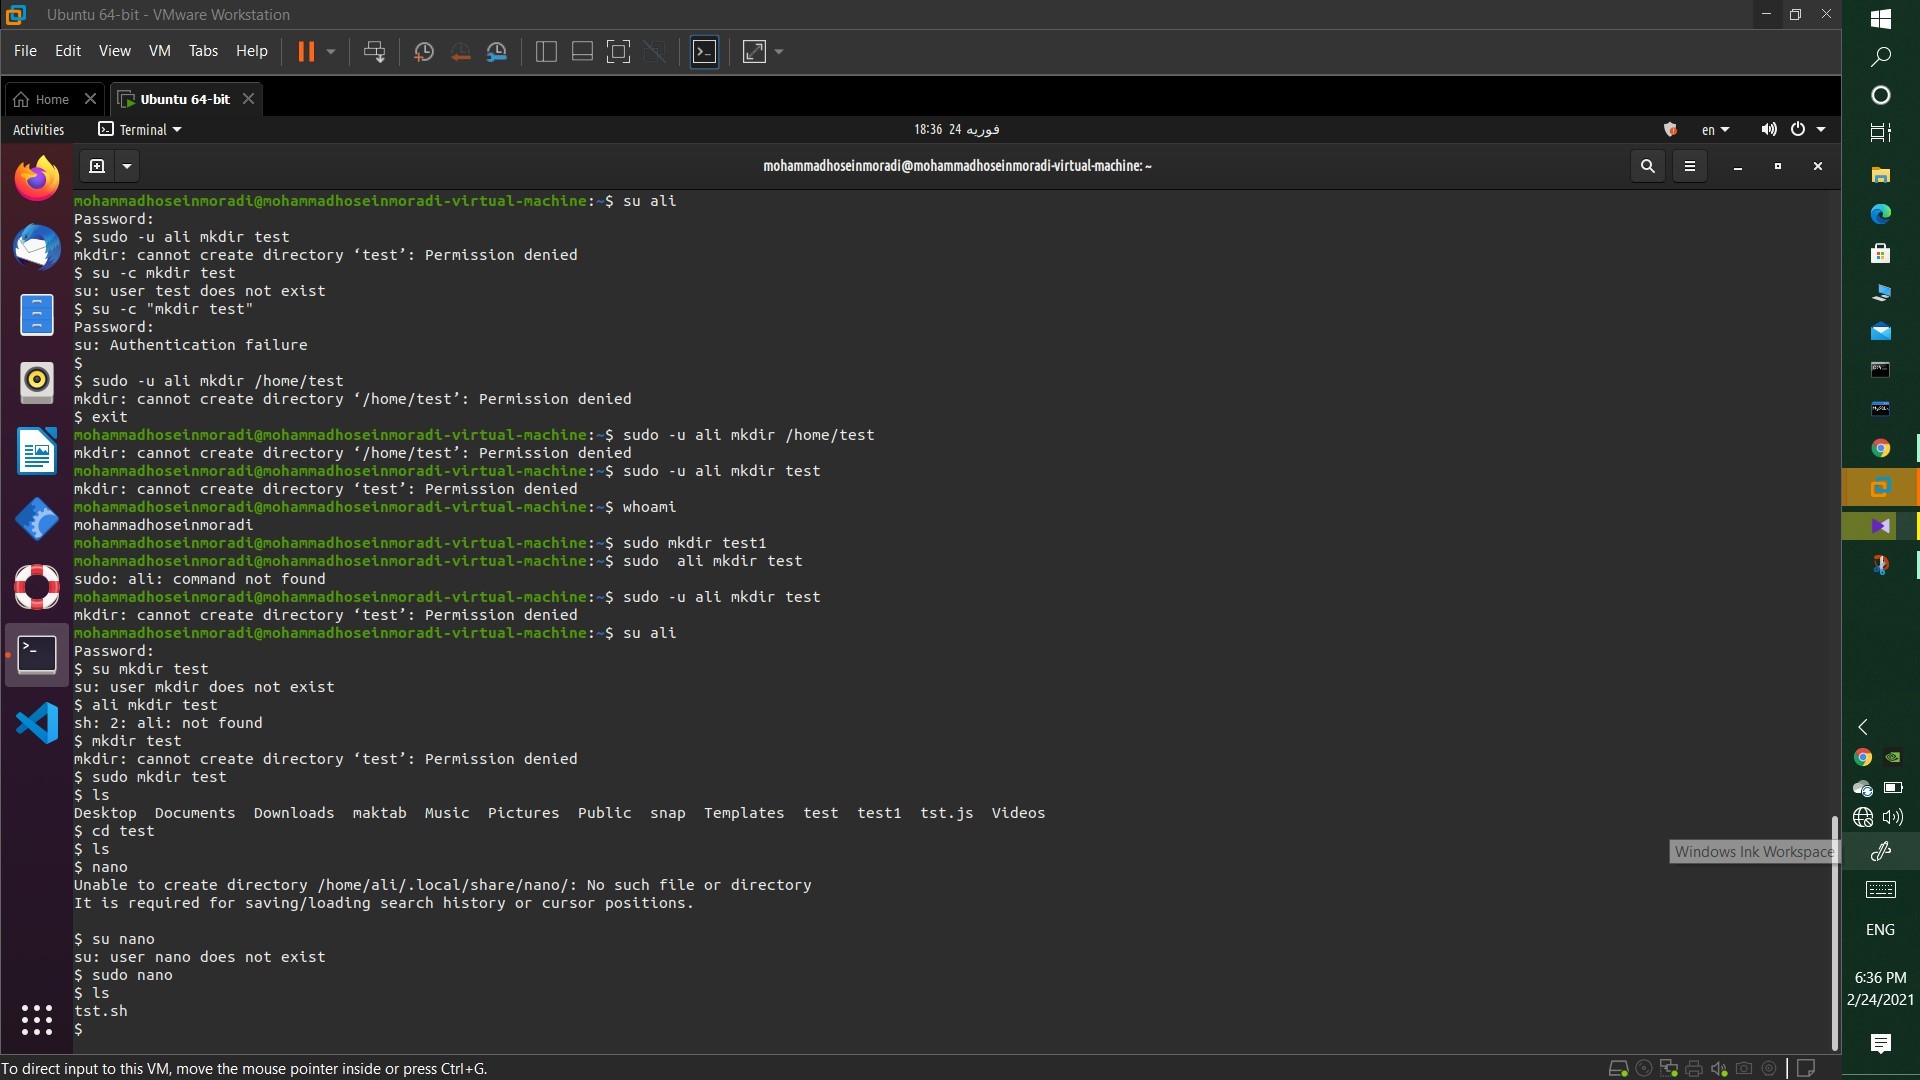 Ubuntu 64-bit - VMware Workstation
File Edit View VM Tabs Help
Home Ubuntu 64-bit
Activities Terminal 18:36 24 فوریه en
mohammadhoseinmoradi@mohammadhoseinmoradi-virtual-machine: ~
mohammadhoseinmoradi@mohammadhoseinmoradi-virtual-machine:~$ su ali
Password:
$ sudo -u ali mkdir test
mkdir: cannot create directory ‘test’: Permission denied
$ su -c mkdir test
su: user test does not exist
$ su -c "mkdir test"
Password:
su: Authentication failure
$
$ sudo -u ali mkdir /home/test
mkdir: cannot create directory ‘/home/test’: Permission denied
$ exit
mohammadhoseinmoradi@mohammadhoseinmoradi-virtual-machine:~$ sudo -u ali mkdir /home/test
mkdir: cannot create directory ‘/home/test’: Permission denied
mohammadhoseinmoradi@mohammadhoseinmoradi-virtual-machine:~$ sudo -u ali mkdir test
mkdir: cannot create directory ‘test’: Permission denied
mohammadhoseinmoradi@mohammadhoseinmoradi-virtual-machine:~$ whoami
mohammadhoseinmoradi
mohammadhoseinmoradi@mohammadhoseinmoradi-virtual-machine:~$ sudo mkdir test1
mohammadhoseinmoradi@mohammadhoseinmoradi-virtual-machine:~$ sudo  ali mkdir test
sudo: ali: command not found
mohammadhoseinmoradi@mohammadhoseinmoradi-virtual-machine:~$ sudo -u ali mkdir test
mkdir: cannot create directory ‘test’: Permission denied
mohammadhoseinmoradi@mohammadhoseinmoradi-virtual-machine:~$ su ali
Password:
$ su mkdir test
su: user mkdir does not exist
$ ali mkdir test
sh: 2: ali: not found
$ mkdir test
mkdir: cannot create directory ‘test’: Permission denied
$ sudo mkdir test
$ ls
Desktop  Documents  Downloads  maktab  Music  Pictures  Public  snap  Templates  test  test1  tst.js  Videos
$ cd test
$ ls
$ nano
Unable to create directory /home/ali/.local/share/nano/: No such file or directory
It is required for saving/loading search history or cursor positions.
$ su nano
su: user nano does not exist
$ sudo nano
$ ls
tst.sh
$
Windows Ink Workspace
ENG
6:36 PM
2/24/2021
To direct input to this VM, move the mouse pointer inside or press Ctrl+G.